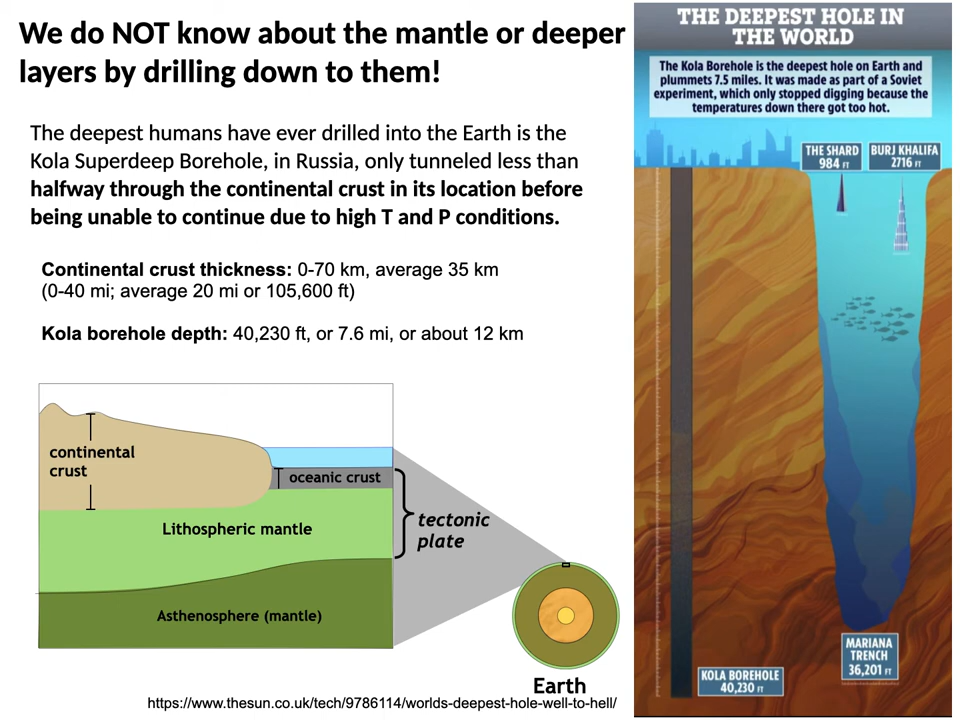 We do NOT know about the mantle or deeper
layers by drilling down to them!
The deepest humans have ever drilled into the Earth is the
Kola Superdeep Borehole, in Russia, only tunneled less than
halfway through the continental crust in its location before
being unable to continue due to high T and P conditions.
Continental crust thickness: 0-70 km, average 35 km
(0-40 mi; average 20 mi or 105,600 ft)
Kola borehole depth: 40,230 ft, or 7.6 mi, or about 12 km
continental
crust
oceanic crust
Lithospheric mantle
tectonic
plate
Asthenosphere (mantle)
Earth
https://www.thesun.co.uk/tech/9786114/worlds-deepest-hole-well-to-hell/
THE DEEPEST HOLE IN
THE WORLD
The Kola Borehole is the deepest hole on Earth and
plummets 7.5 miles. It was made as part of a Soviet
experiment, which only stopped digging because the
temperatures down there got too hot.
THE SHARD
984 FT
BURJ KHALIFA
2716 FT
MARIANA
TRENCH
36,201 FT
KOLA BOREHOLE
40,230 FT